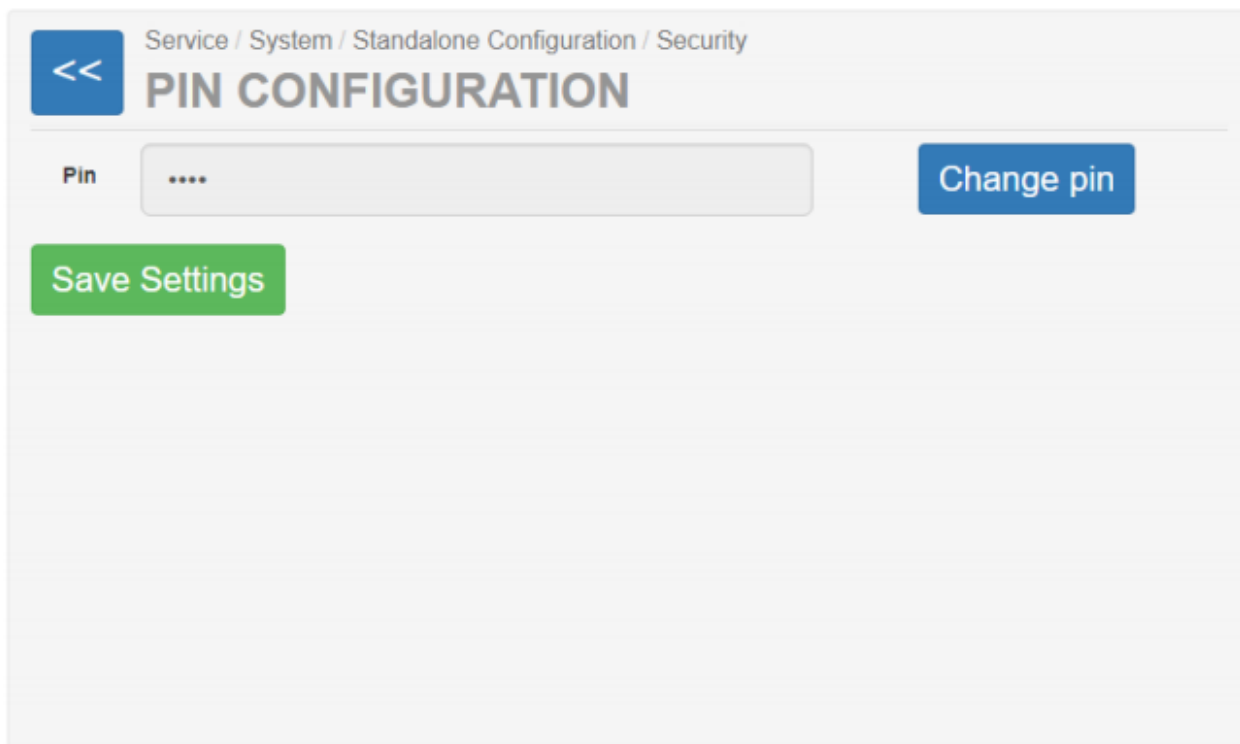 <<
Service / System / Standalone Configuration / Security
PIN CONFIGURATION
Pin
••••
Change pin
Save Settings